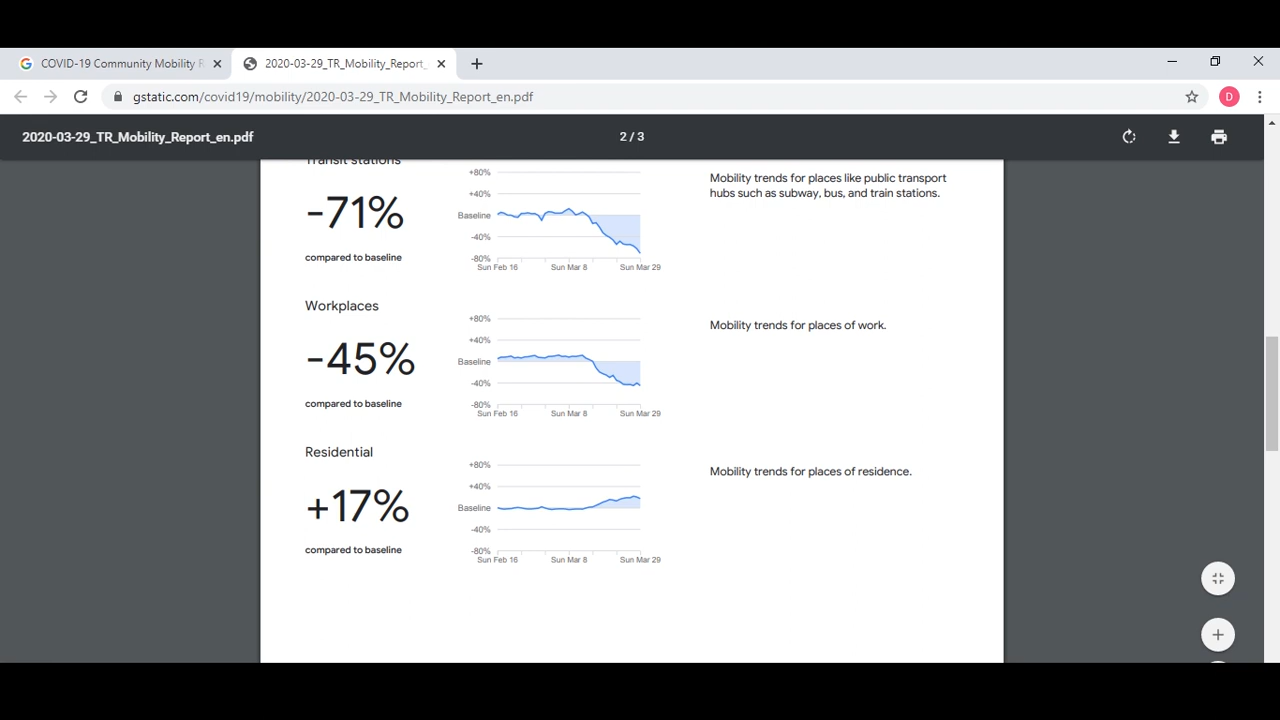 COVID-19 Community Mobility R
2020-03-29_TR_Mobility_Report_
gstatic.com/covid19/mobility/2020-03-29_TR_Mobility_Report_en.pdf
D
2020-03-29_TR_Mobility_Report_en.pdf
2 / 3
Transit stations
-71%
compared to baseline
+80%
+40%
Baseline
-40%
-80%
Sun Feb 16 Sun Mar 8 Sun Mar 29
Mobility trends for places like public transport
hubs such as subway, bus, and train stations.
Workplaces
-45%
compared to baseline
+80%
+40%
Baseline
-40%
-80%
Sun Feb 16 Sun Mar 8 Sun Mar 29
Mobility trends for places of work.
Residential
+17%
compared to baseline
+80%
+40%
Baseline
-40%
-80%
Sun Feb 16 Sun Mar 8 Sun Mar 29
Mobility trends for places of residence.